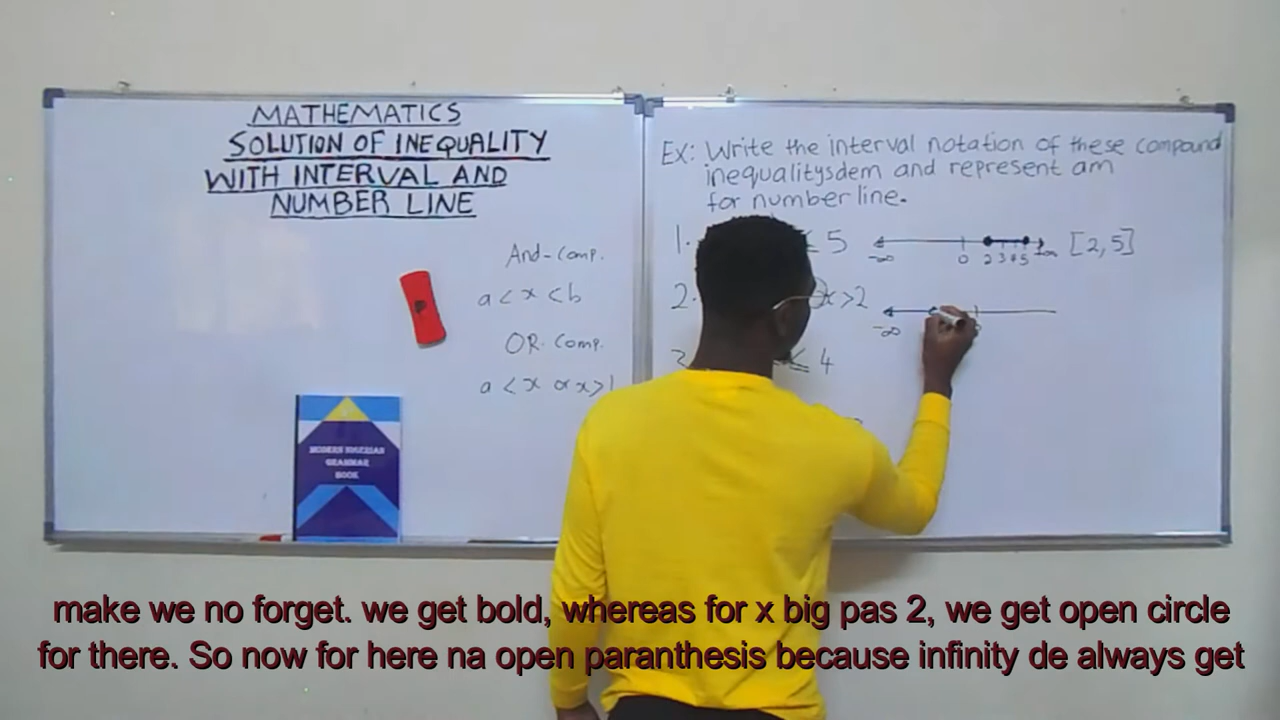 MATHEMATICS
SOLUTION OF INEQUALITY
WITH INTERVAL AND
NUMBER LINE
And-Comp.
a < x < b
OR. Comp.
a < x or x >
MODERN NIGERIAN
GRAMMAR
BOOK
Ex: Write the interval notation of these compound
inequalitysdem and represent am
for number line.
1. ≤ 5 -∞ 0 2 3 4 5 +∞ [2,5]
2. x>2 -∞
≤ 4
make we no forget. we get bold, whereas for x big pas 2, we get open circle
for there. So now for here na open paranthesis because infinity de always get